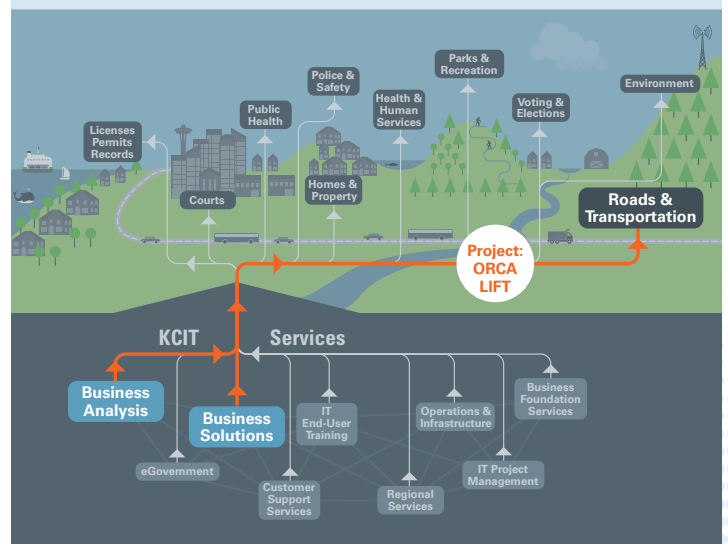 Parks &
Recreation
Police &
Safety
Environment
Health &
Human
Services
Voting &
Elections
Public
Health
Licenses
Permits
Records
Homes &
Property
Courts
Roads &
Transportation
Project:
ORCA
LIFT
KCIT Services
Business
Analysis
Business
Solutions
IT
End-User
Training
Operations &
Infrastructure
Business
Foundation
Services
eGovernment
Customer
Support
Services
Regional
Services
IT Project
Management